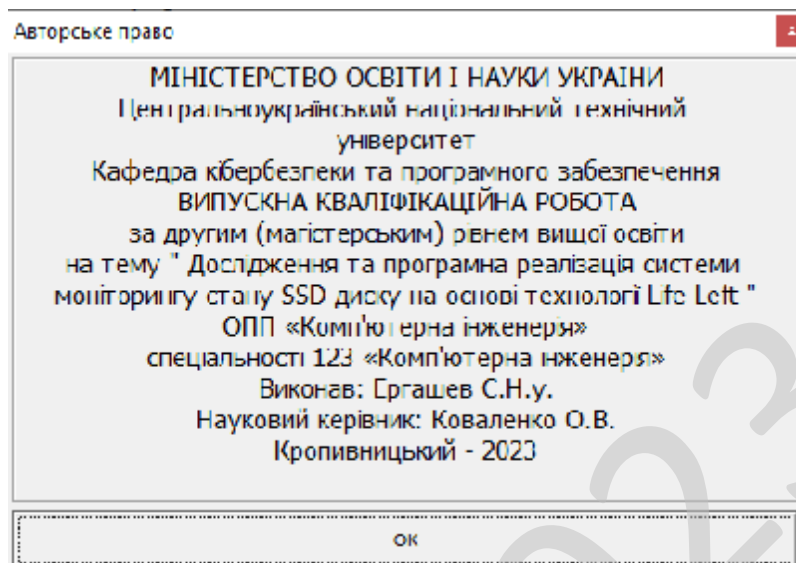 Авторське право
МІНІСТЕРСТВО ОСВІТИ І НАУКИ УКРАЇНИ
Центральноукраїнський національний технічний
університет
Кафедра кібербезпеки та програмного забезпечення
ВИПУСКНА КВАЛІФІКАЦІЙНА РОБОТА
за другим (магістерським) рівнем вищої освіти
на тему " Дослідження та програмна реалізація системи
моніторингу стану SSD диску на основі технології Life Left "
ОПП «Комп'ютерна інженерія»
спеціальності 123 «Комп'ютерна інженерія»
Виконав: Ергашев С.Н.у.
Науковий керівник: Коваленко О.В.
Кропивницький - 2023
ОК
2023